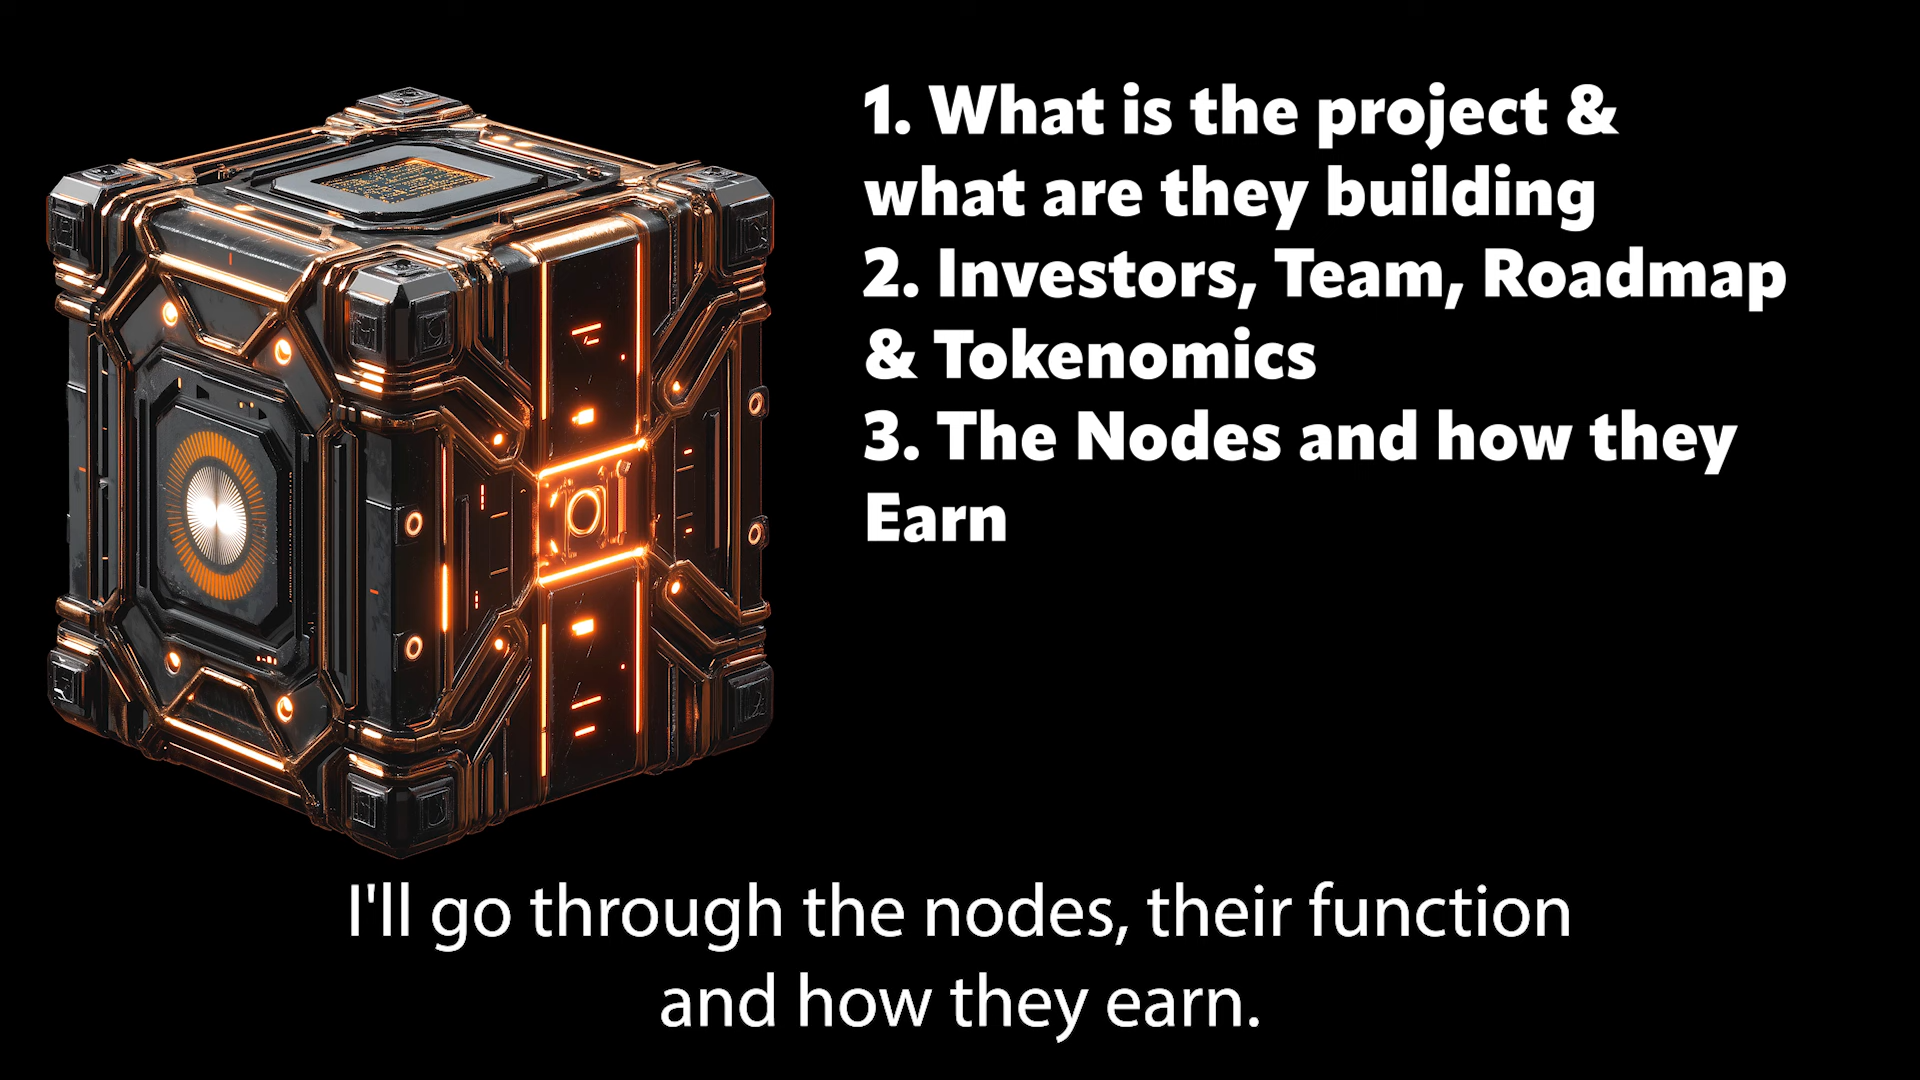 1. What is the project &
what are they building
2. Investors, Team, Roadmap
& Tokenomics
3. The Nodes and how they
Earn
I'll go through the nodes, their function
and how they earn.